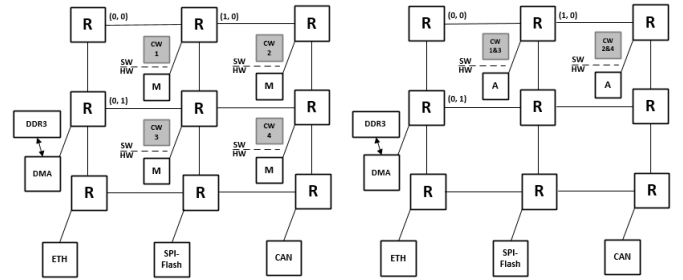 R (0, 0) R (1, 0) R
CW
1
SW
HW
M
CW
2
SW
HW
M
R (0, 1) R R
DDR3
DMA
CW
3
SW
HW
M
CW
4
SW
HW
M
R R R
ETH
SPI-
Flash
CAN
R (0, 0) R (1, 0) R
CW
1&3
SW
HW
A
CW
2&4
SW
HW
A
R (0, 1) R R
DDR3
DMA
R R R
ETH
SPI-
Flash
CAN